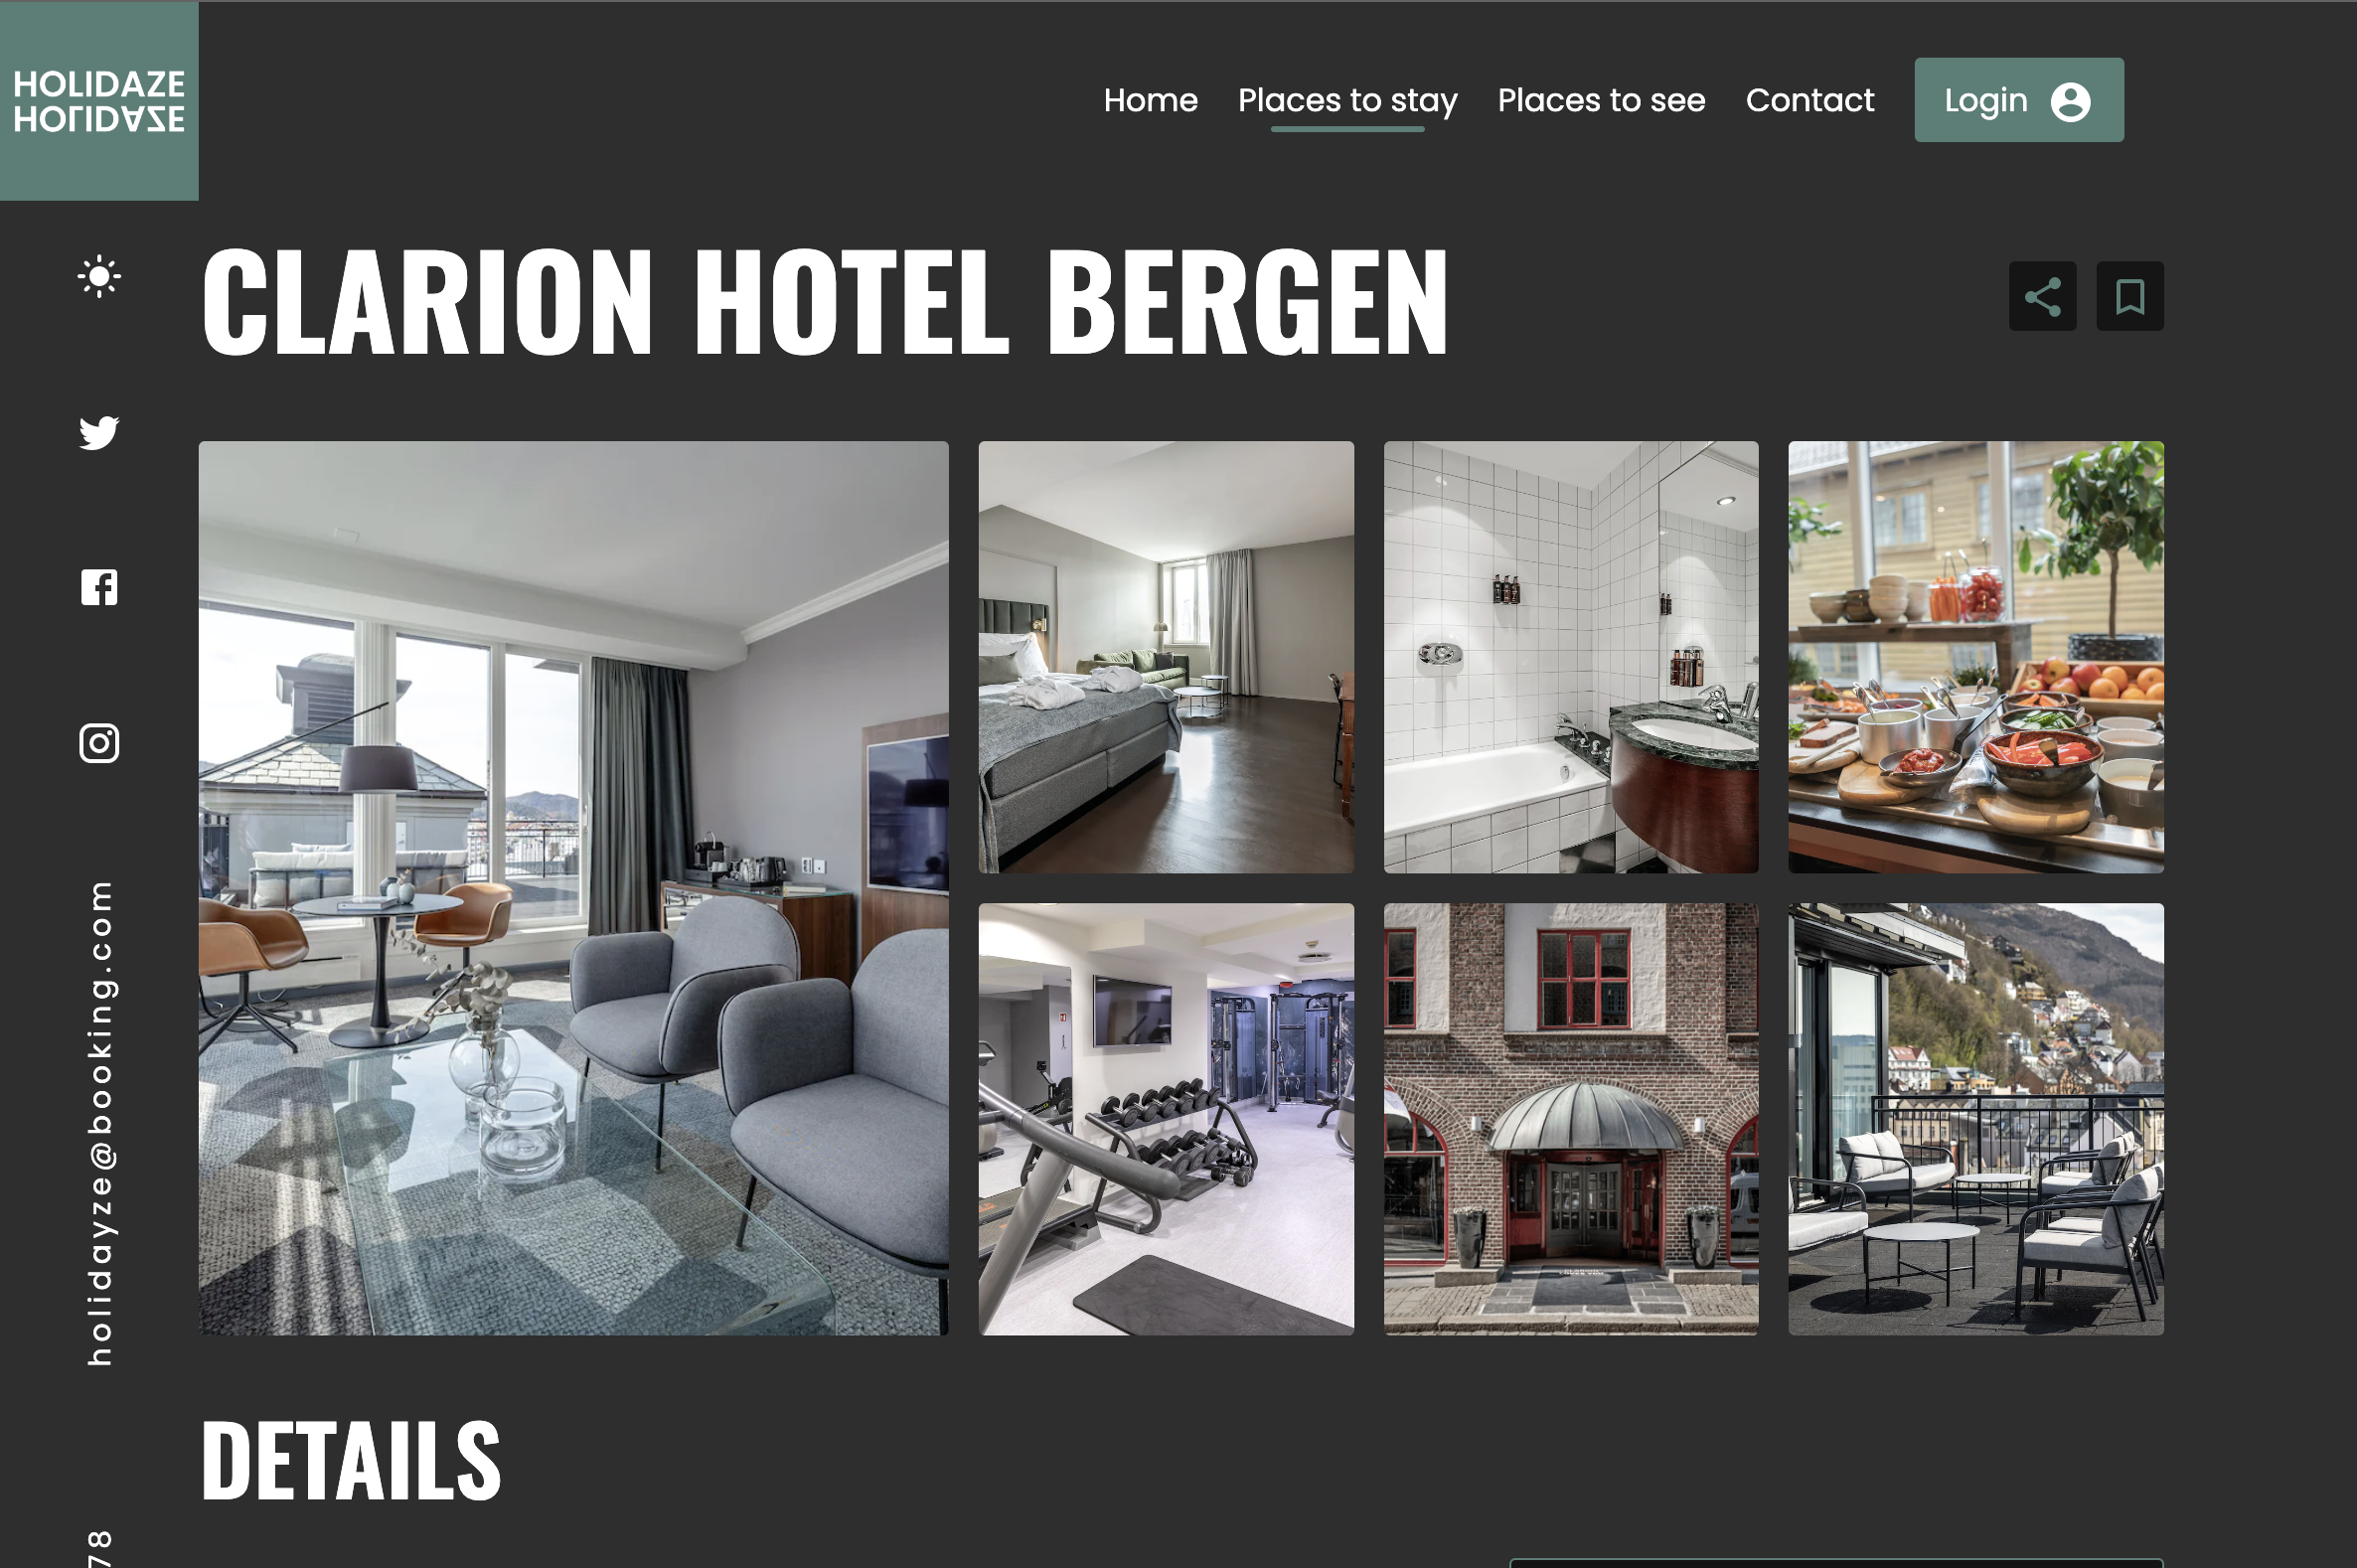 HOLIDAZE
HOLIDAZE
Home
Places to stay
Places to see
Contact
Login
CLARION HOTEL BERGEN
holidayze@booking.com
DETAILS
78